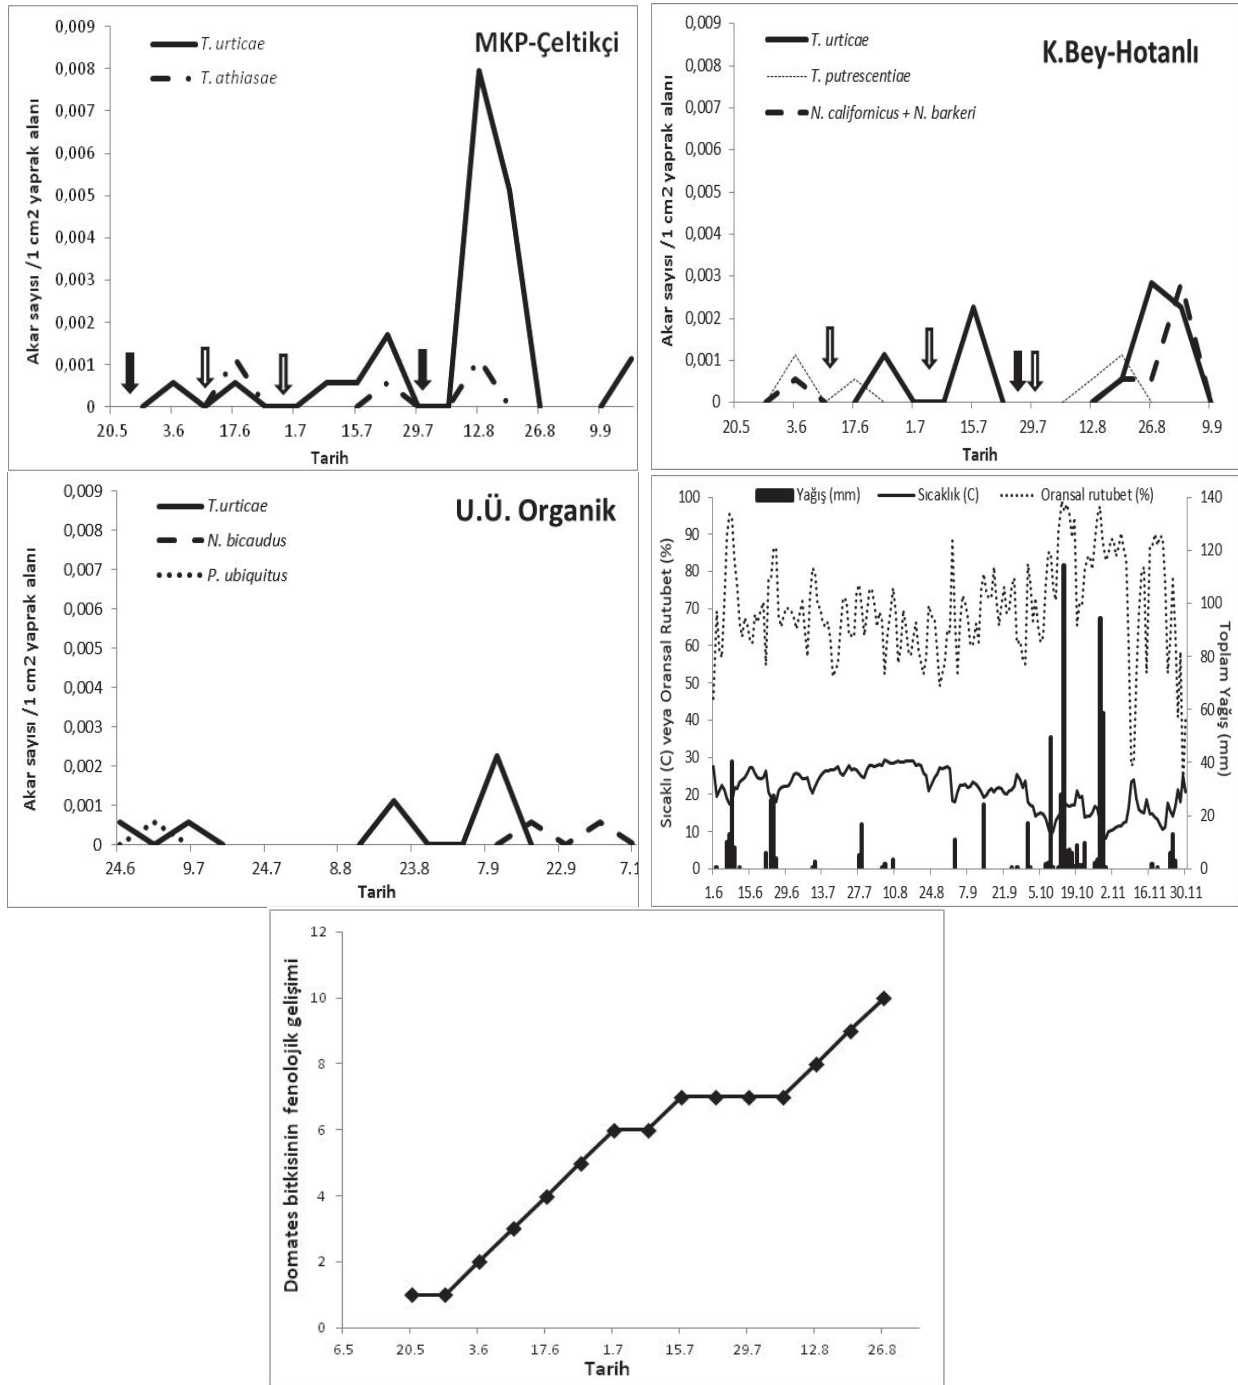 MKP-Çeltikçi
T. urticae
T. athiasae
Akar sayısı /1 cm2 yaprak alanı
0,009
0,008
0,007
0,006
0,005
0,004
0,003
0,002
0,001
0
20.5 3.6 17.6 1.7 15.7 29.7 12.8 26.8 9.9
Tarih
K.Bey-Hotanlı
T. urticae
T. putrescentiae
N. californicus + N. barkeri
Akar sayısı /1 cm2 yaprak alanı
0,009
0,008
0,007
0,006
0,005
0,004
0,003
0,002
0,001
0
20.5 3.6 17.6 1.7 15.7 29.7 12.8 26.8 9.9
Tarih
U.Ü. Organik
T.urticae
N. bicaudus
P. ubiquitus
Akar sayısı /1 cm2 yaprak alanı
0,009
0,008
0,007
0,006
0,005
0,004
0,003
0,002
0,001
0
24.6 9.7 24.7 8.8 23.8 7.9 22.9 7.1
Tarih
Yağış (mm) Sıcaklık (C) Oransal rutubet (%)
Sıcaklı (C) veya Oransal Rutubet (%)
100
90
80
70
60
50
40
30
20
10
0
140
120
100
80
60
40
20
0
Toplam Yağış (mm)
1.6 15.6 29.6 13.7 27.7 10.8 24.8 7.9 21.9 5.10 19.10 2.11 16.11 30.11
Domates bitkisinin fenolojik gelişimi
12
10
8
6
4
2
0
6.5 20.5 3.6 17.6 1.7 15.7 29.7 12.8 26.8
Tarih